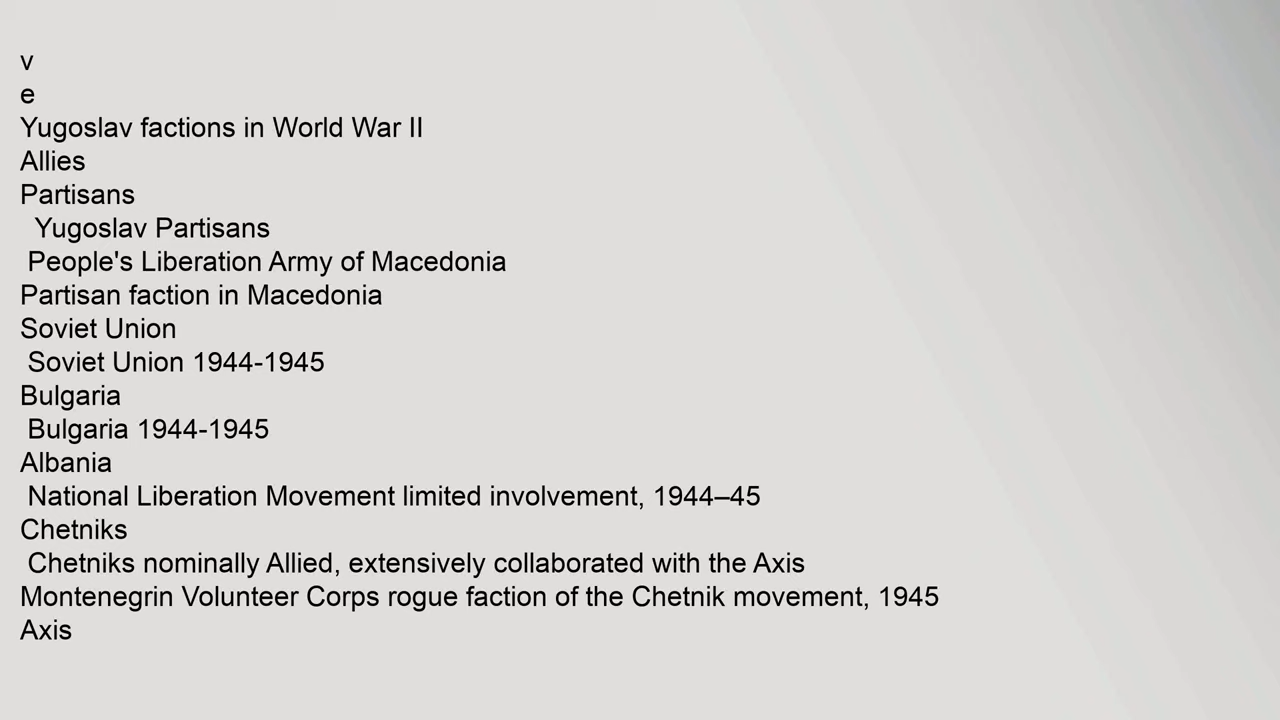 v
e
Yugoslav factions in World War II
Allies
Partisans
Yugoslav Partisans
People's Liberation Army of Macedonia
Partisan faction in Macedonia
Soviet Union
Soviet Union 1944-1945
Bulgaria
Bulgaria 1944-1945
Albania
National Liberation Movement limited involvement, 1944–45
Chetniks
Chetniks nominally Allied, extensively collaborated with the Axis
Montenegrin Volunteer Corps rogue faction of the Chetnik movement, 1945
Axis